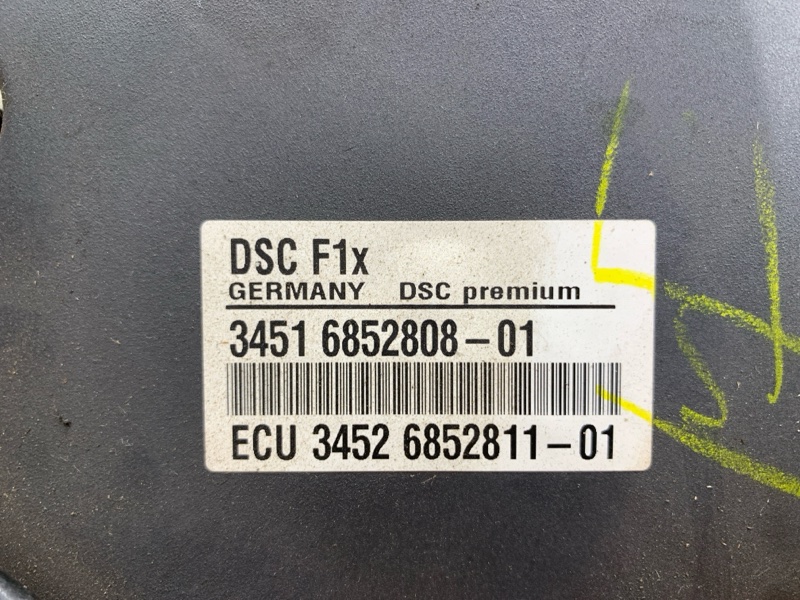 DSC F1x
GERMANY DSC premium
3451 6852808-01
ECU 3452 6852811-01